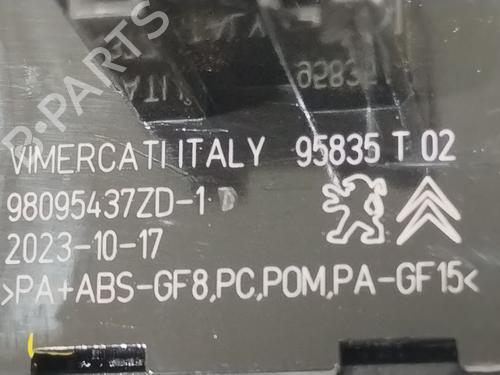 B-PARTS
VIMERCATI ITALY 95835 T 02
98095437ZD-1
2023-10-17
>PA+ABS-GF8,PC,POM,PA-GF15<